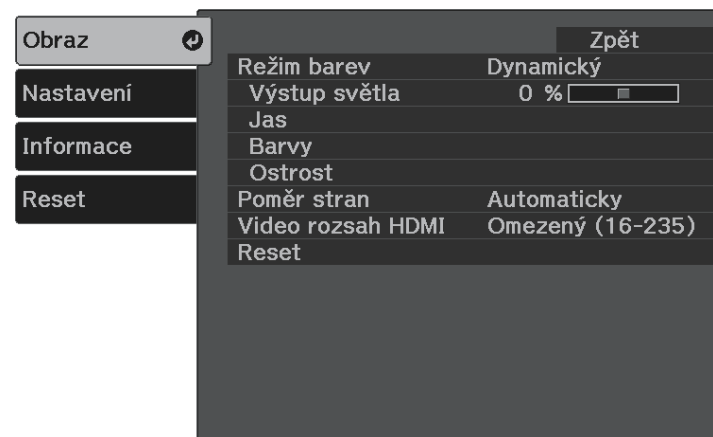 Obraz
Nastavení
Informace
Reset
Zpět
Režim barev Dynamický
Výstup světla 0 %
Jas
Barvy
Ostrost
Poměr stran Automaticky
Video rozsah HDMI Omezený (16-235)
Reset